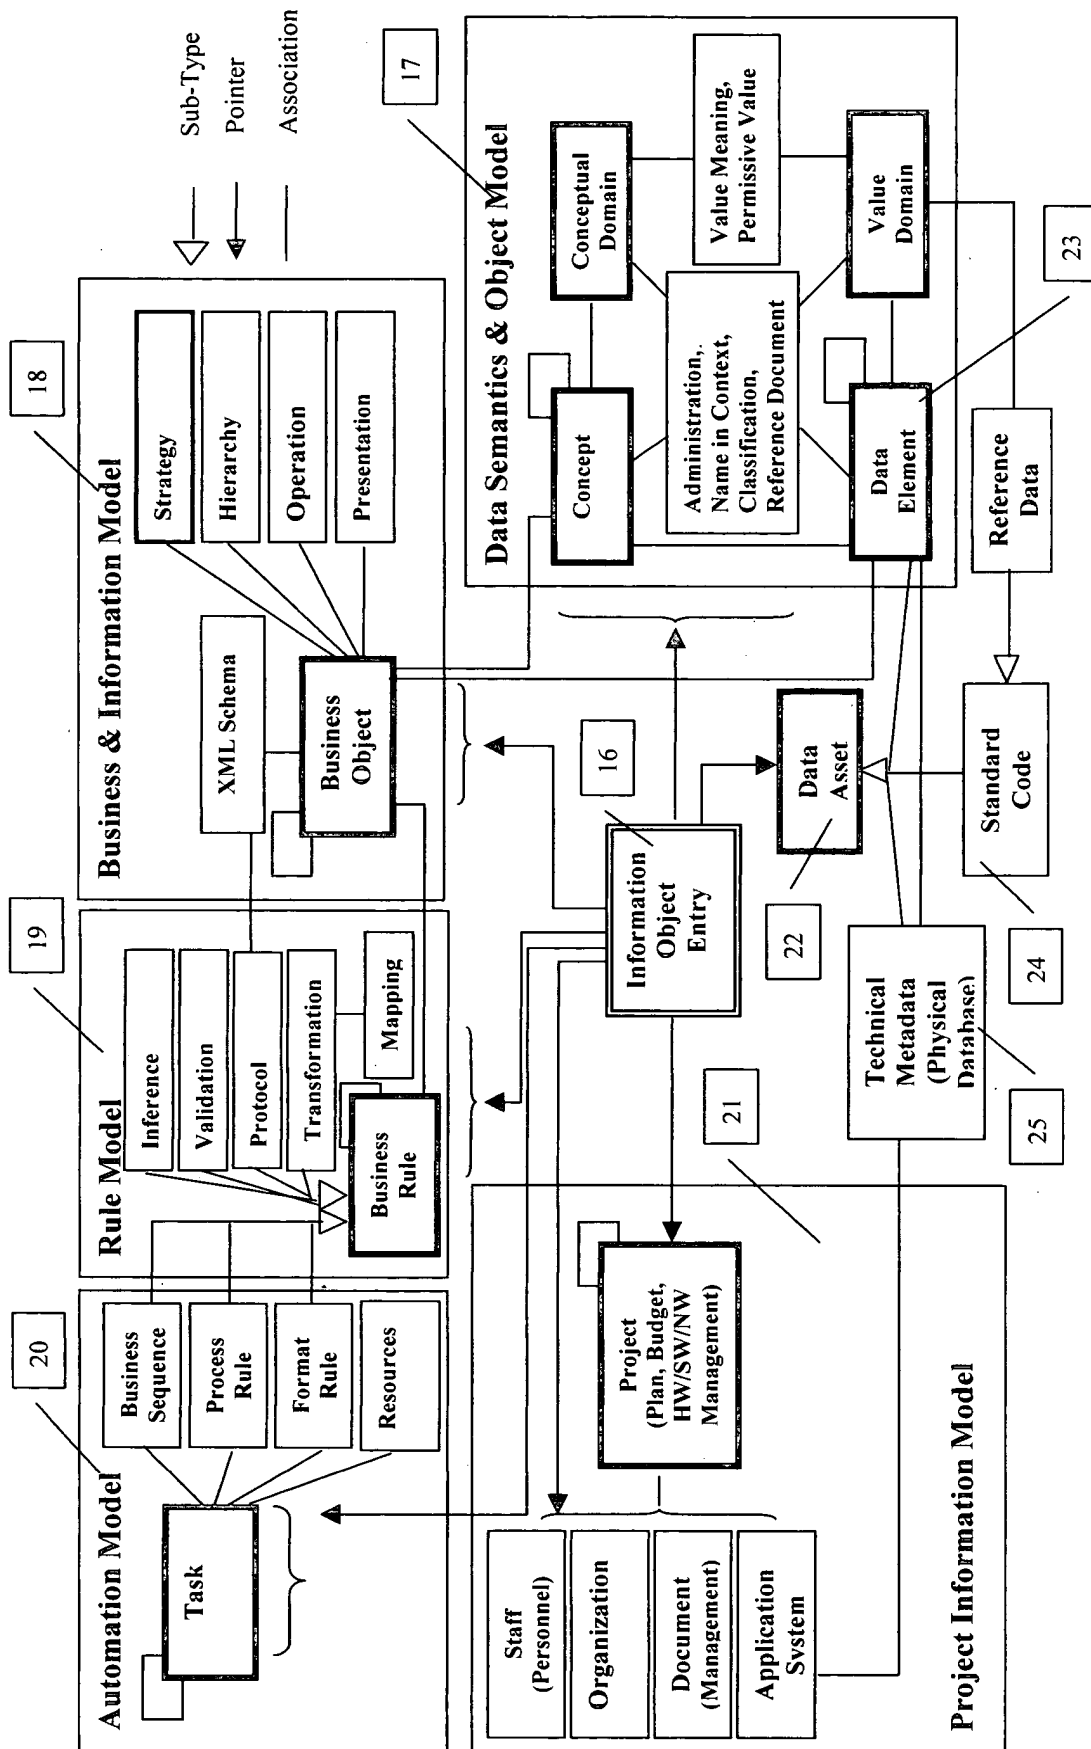 20
Automation Model
Task
Business
Sequence
Process
Rule
Format
Rule
Resources
19
Rule Model
Inference
Validation
Protocol
Transformation
Mapping
Business
Rule
18
Business & Information Model
XML Schema
Business
Object
Strategy
Hierarchy
Operation
Presentation
Sub-Type
Pointer
Association
Staff
(Personnel)
Organization
Document
(Management)
Application
System
Project
(Plan, Budget,
HW/SW/NW
Management)
Project Information Model
21
Information
Object
Entry
16
Data
Asset
22
17
Data Semantics & Object Model
Concept
Conceptual
Domain
Administration,.
Name in Context,
Classification,
Reference Document
Value Meaning,
Permissive Value
Data
Element
Value
Domain
23
Technical
Metadata
(Physical
Database)
25
Standard
Code
24
Reference
Data